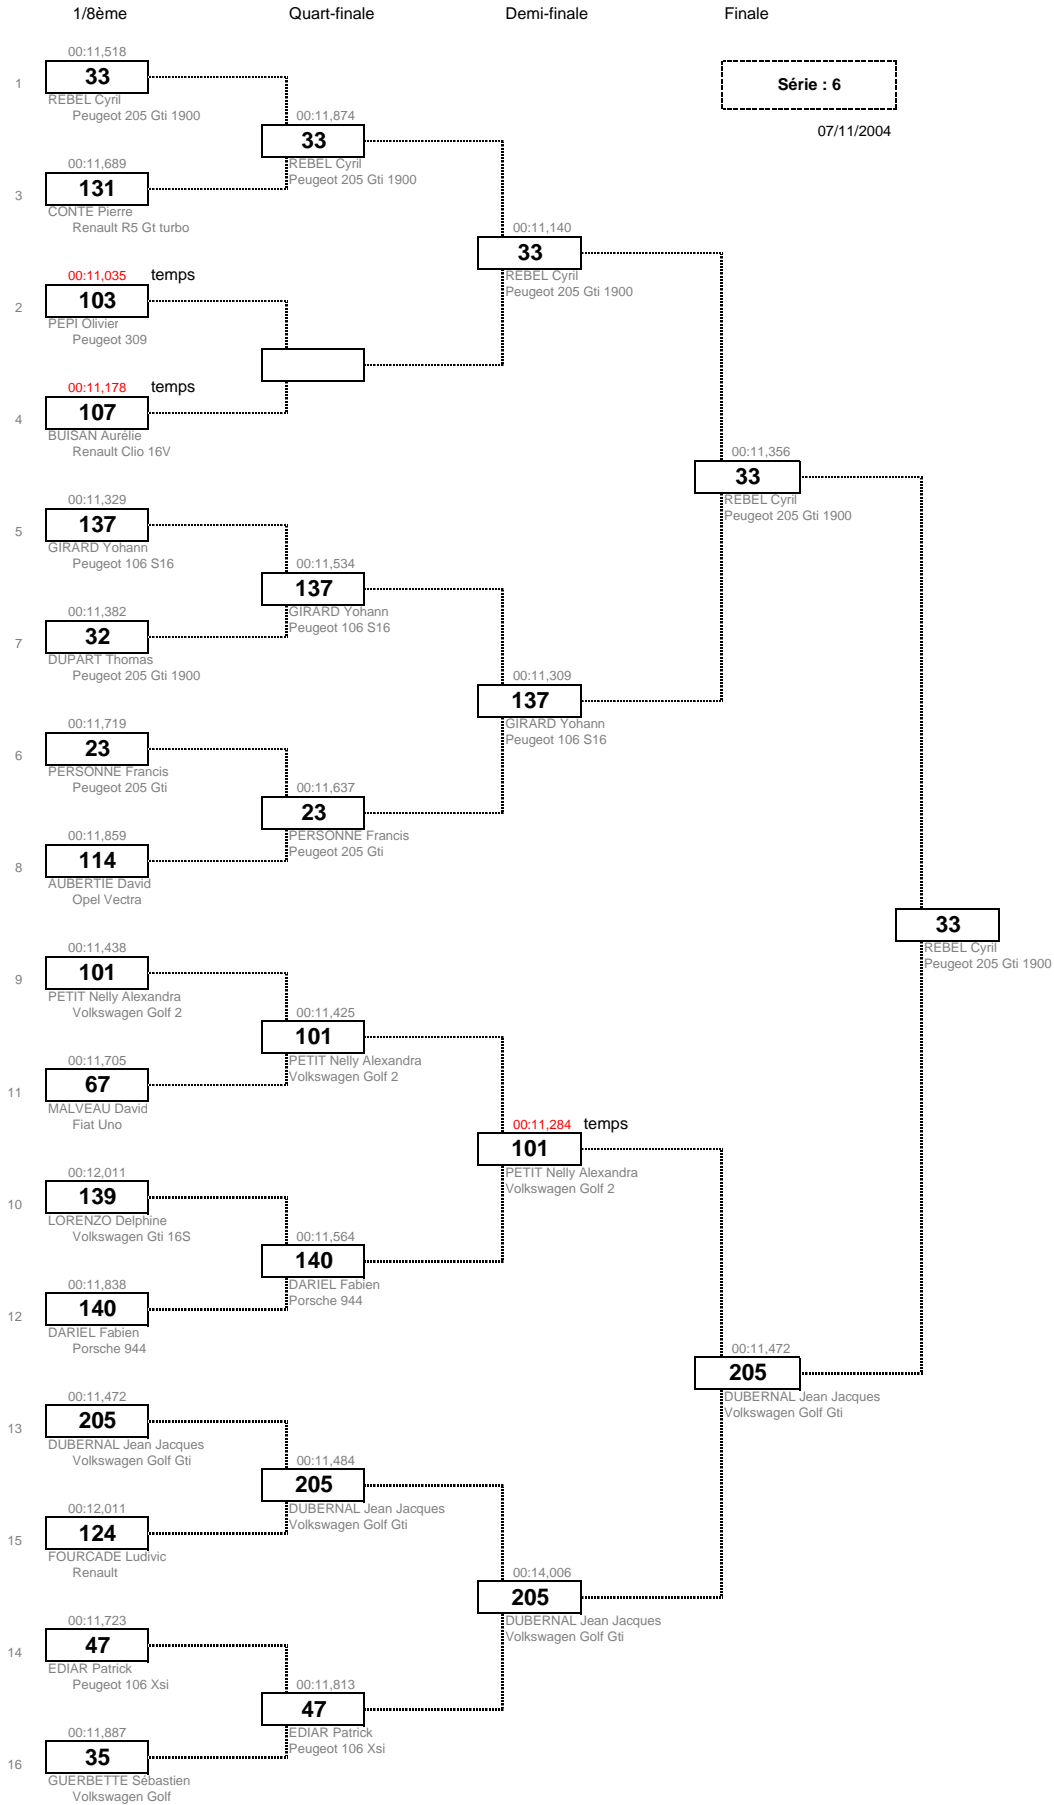 1/8ème Quart-finale Demi-finale Finale
Série : 6
07/11/2004
00:11,518
1 33
REBEL Cyril
Peugeot 205 Gti 1900
00:11,874
33
REBEL Cyril
Peugeot 205 Gti 1900
00:11,689
3 131
CONTE Pierre
Renault R5 Gt turbo
00:11,140
33
REBEL Cyril
Peugeot 205 Gti 1900
00:11,035 temps
2 103
PEPI Olivier
Peugeot 309
00:11,178 temps
4 107
BUISAN Aurélie
Renault Clio 16V
00:11,356
33
REBEL Cyril
Peugeot 205 Gti 1900
00:11,329
5 137
GIRARD Yohann
Peugeot 106 S16
00:11,534
137
GIRARD Yohann
Peugeot 106 S16
00:11,382
7 32
DUPART Thomas
Peugeot 205 Gti 1900
00:11,309
137
GIRARD Yohann
Peugeot 106 S16
00:11,719
6 23
PERSONNE Francis
Peugeot 205 Gti
00:11,637
23
PERSONNE Francis
Peugeot 205 Gti
00:11,859
8 114
AUBERTIE David
Opel Vectra
33
REBEL Cyril
Peugeot 205 Gti 1900
00:11,438
9 101
PETIT Nelly Alexandra
Volkswagen Golf 2
00:11,425
101
PETIT Nelly Alexandra
Volkswagen Golf 2
00:11,705
11 67
MALVEAU David
Fiat Uno
00:11,284 temps
101
PETIT Nelly Alexandra
Volkswagen Golf 2
00:12,011
10 139
LORENZO Delphine
Volkswagen Gti 16S
00:11,564
140
DARIEL Fabien
Porsche 944
00:11,838
12 140
DARIEL Fabien
Porsche 944
00:11,472
205
DUBERNAL Jean Jacques
Volkswagen Golf Gti
00:11,472
13 205
DUBERNAL Jean Jacques
Volkswagen Golf Gti
00:11,484
205
DUBERNAL Jean Jacques
Volkswagen Golf Gti
00:12,011
15 124
FOURCADE Ludivic
Renault
00:14,006
205
DUBERNAL Jean Jacques
Volkswagen Golf Gti
00:11,723
14 47
EDIAR Patrick
Peugeot 106 Xsi
00:11,813
47
EDIAR Patrick
Peugeot 106 Xsi
00:11,887
16 35
GUERBETTE Sébastien
Volkswagen Golf